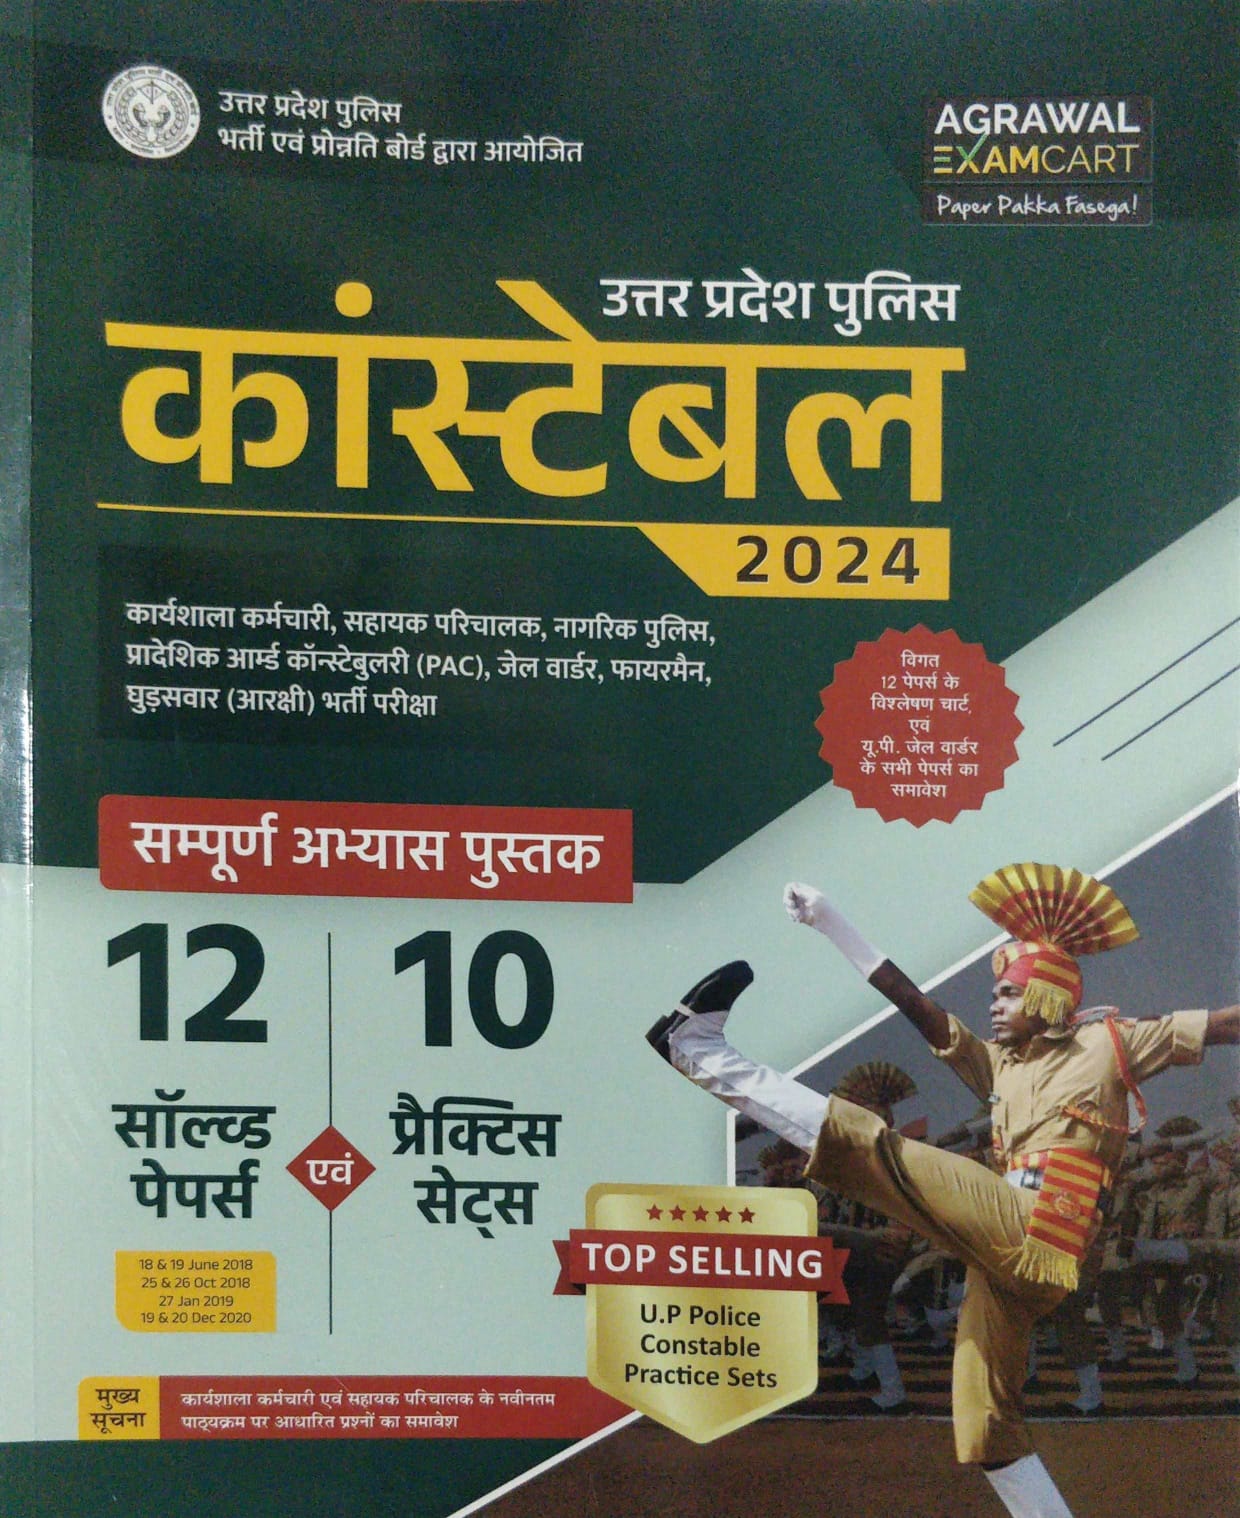 उत्तर प्रदेश पुलिस
भर्ती एवं प्रोन्नति बोर्ड द्वारा आयोजित
AGRAWAL
EXAMCART
Paper Pakka Fasega!
उत्तर प्रदेश पुलिस
कांस्टेबल
2024
कार्यशाला कर्मचारी, सहायक परिचालक, नागरिक पुलिस,
प्रादेशिक आर्म्ड कॉन्स्टेबुलरी (PAC), जेल वार्डर, फायरमैन,
घुड़सवार (आरक्षी) भर्ती परीक्षा
विगत
12 पेपर्स के
विश्लेषण चार्ट,
एवं
यू.पी. जेल वार्डर
के सभी पेपर्स का
समावेश
सम्पूर्ण अभ्यास पुस्तक
12
सॉल्व्ड
पेपर्स
18 & 19 June 2018
25 & 26 Oct 2018
27 Jan 2019
19 & 20 Dec 2020
एवं
10
प्रैक्टिस
सेट्स
TOP SELLING
U.P Police
Constable
Practice Sets
मुख्य
सूचना
कार्यशाला कर्मचारी एवं सहायक परिचालक के नवीनतम
पाठ्यक्रम पर आधारित प्रश्नों का समावेश